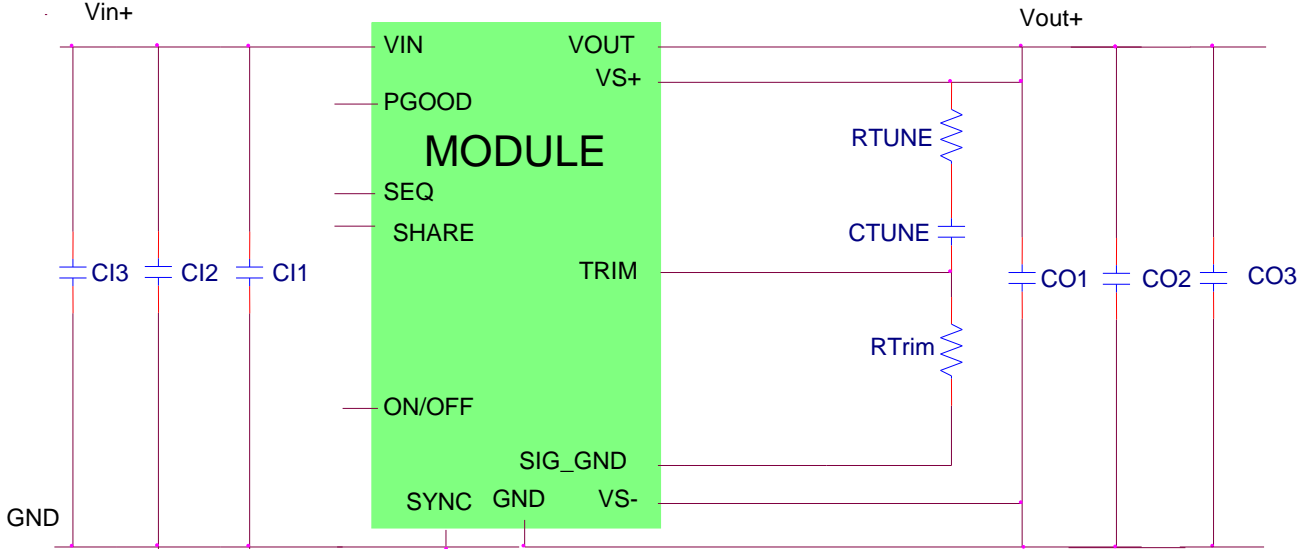 Vin+
Vout+
VIN
VOUT
VS+
PGOOD
RTUNE
MODULE
SEQ
SHARE
CTUNE
TRIM
CI3
CI2
CI1
CO1
CO2
CO3
RTrim
ON/OFF
SIG_GND
SYNC
GND
VS-
GND